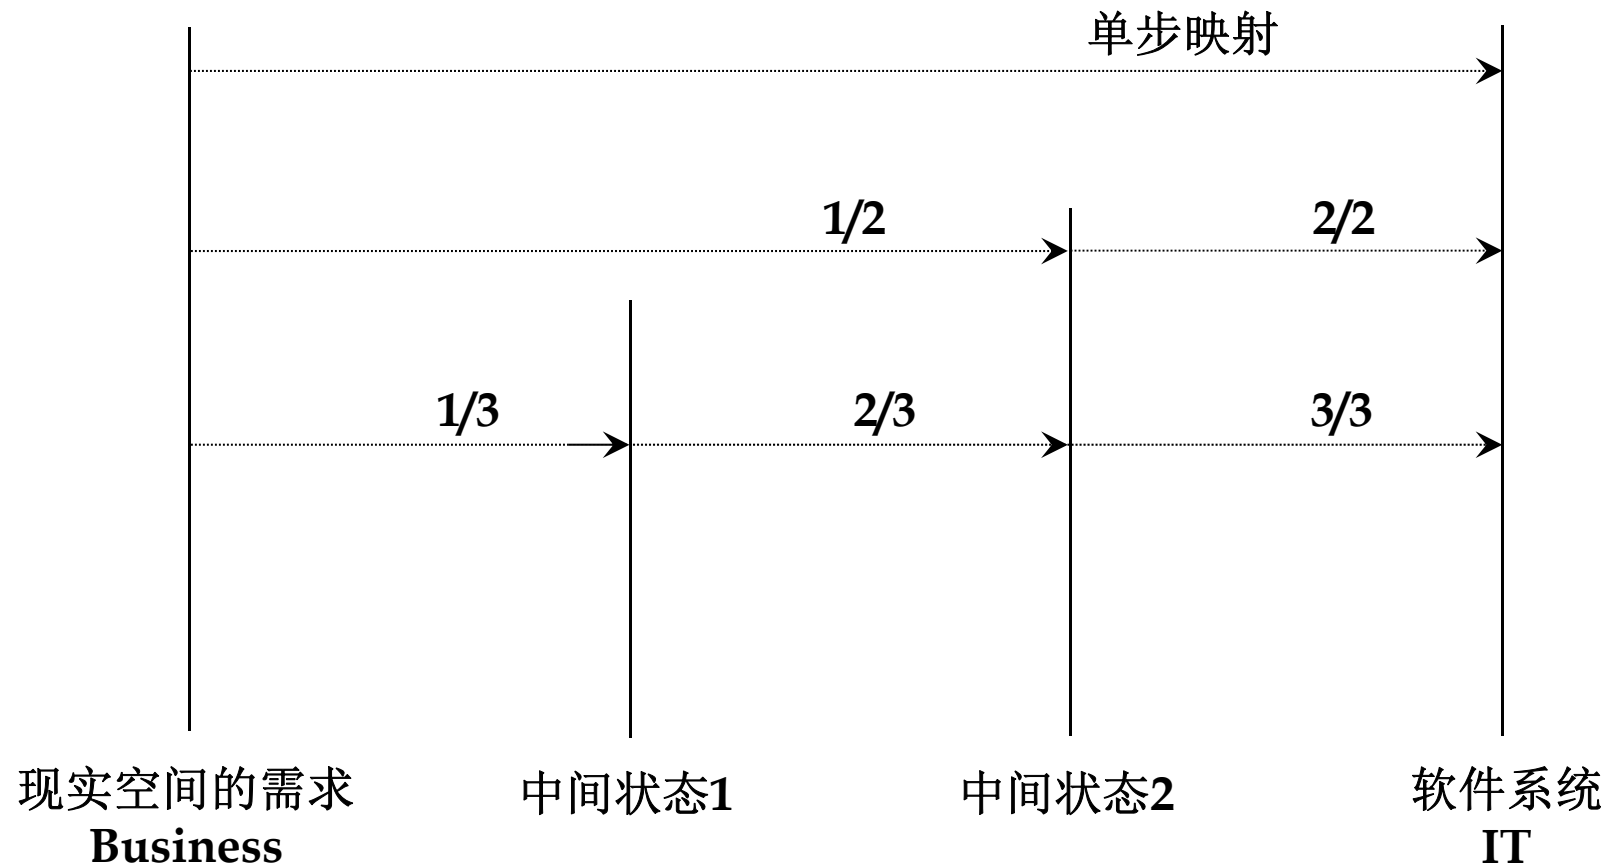 单步映射
1/2
2/2
1/3
2/3
3/3
现实空间的需求
Business
中间状态1
中间状态2
软件系统
IT